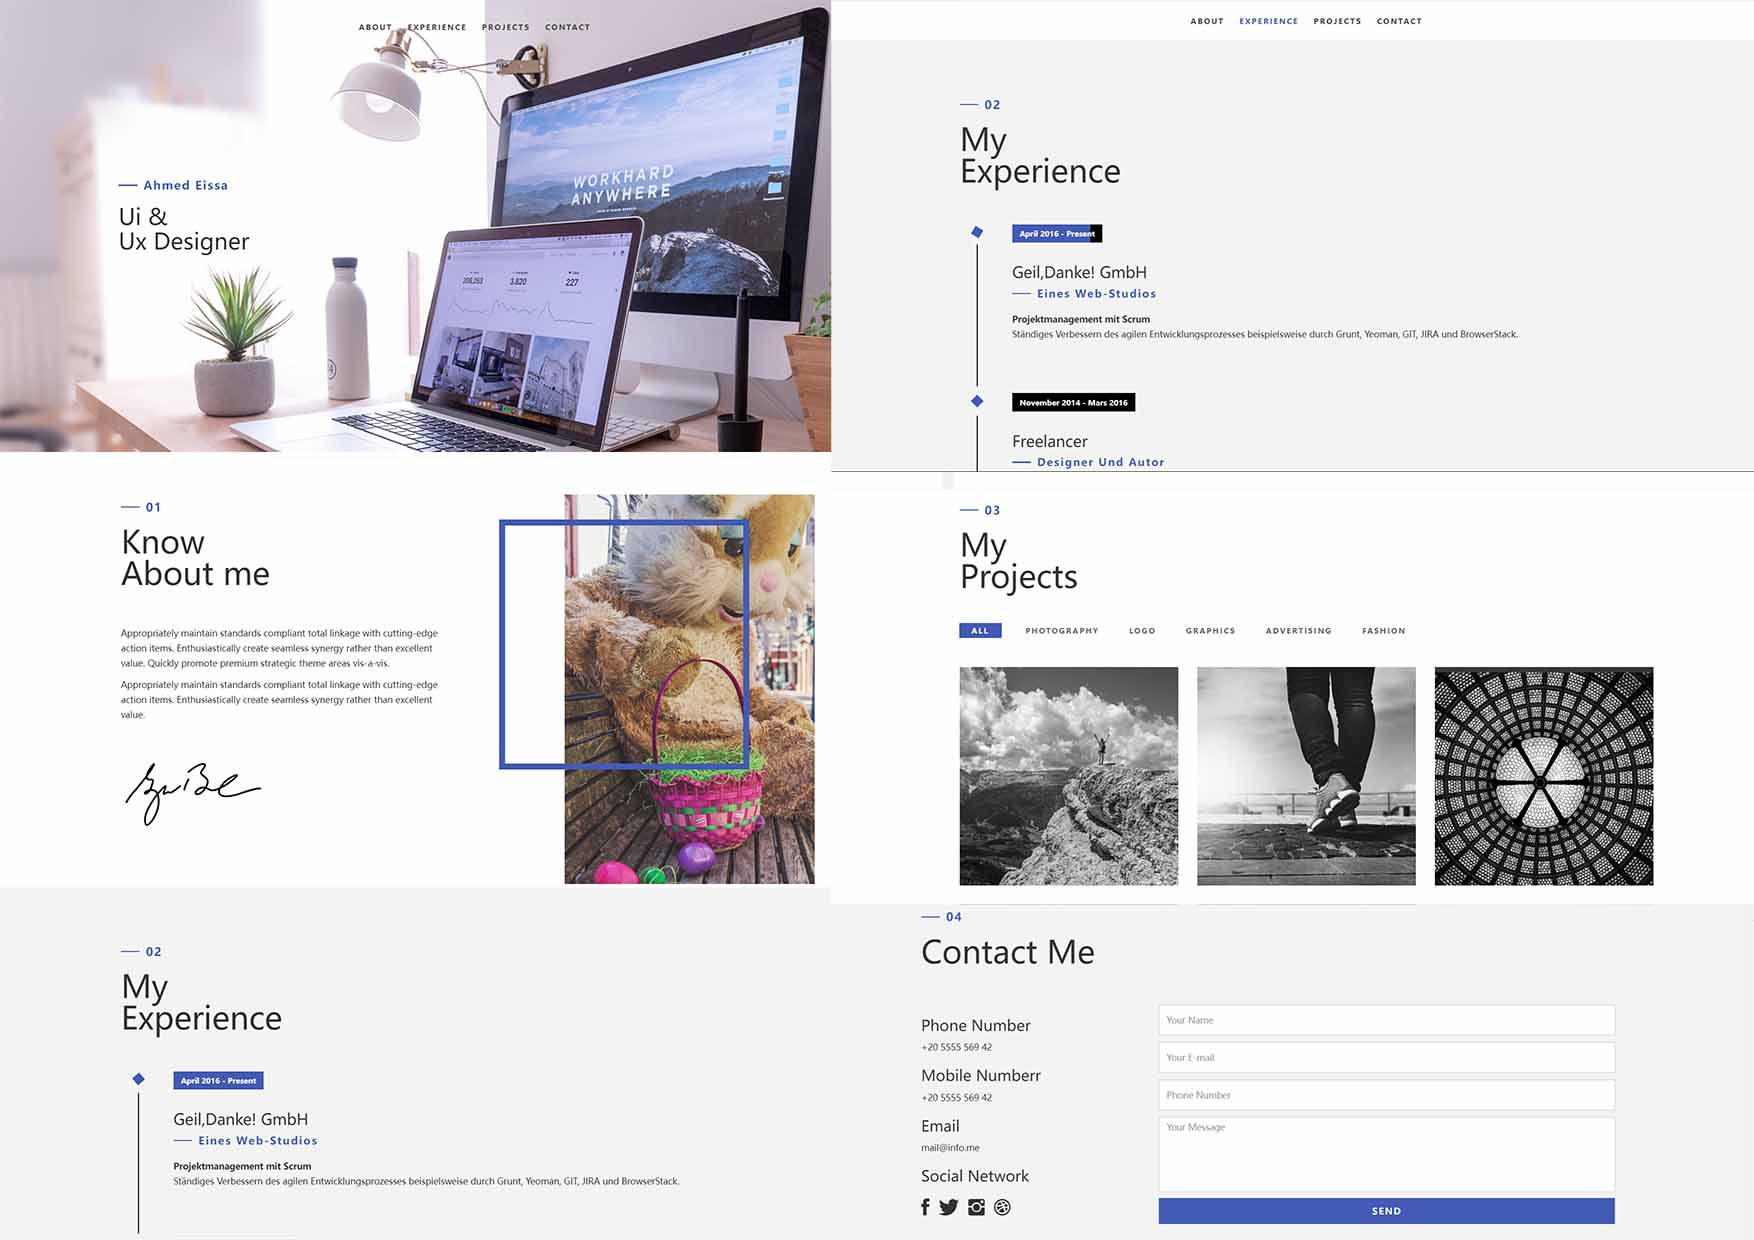 ABOUT EXPERIENCE PROJECTS CONTACT
Ahmed Eissa
Ui &
Ux Designer
WORKHARD
ANYWHERE
206,253 3,820 227
01
Know
About me
Appropriately maintain standards compliant total linkage with cutting-edge
action items. Enthusiastically create seamless synergy rather than excellent
value. Quickly promote premium strategic theme areas vis-a-vis.
Appropriately maintain standards compliant total linkage with cutting-edge
action items. Enthusiastically create seamless synergy rather than excellent
value.
02
My
Experience
April 2016 - Present
Geil,Danke! GmbH
Eines Web-Studios
Projektmanagement mit Scrum
Ständiges Verbessern des agilen Entwicklungsprozesses beispielsweise durch Grunt, Yeoman, GIT, JIRA und BrowserStack.
ABOUT EXPERIENCE PROJECTS CONTACT
02
My
Experience
April 2016 - Present
Geil,Danke! GmbH
Eines Web-Studios
Projektmanagement mit Scrum
Ständiges Verbessern des agilen Entwicklungsprozesses beispielsweise durch Grunt, Yeoman, GIT, JIRA und BrowserStack.
November 2014 - Mars 2016
Freelancer
Designer Und Autor
03
My
Projects
ALL PHOTOGRAPHY LOGO GRAPHICS ADVERTISING FASHION
04
Contact Me
Phone Number
+20 5555 569 42
Mobile Numberr
+20 5555 569 42
Email
mail@info.me
Social Network
Your Name
Your E-mail
Phone Number
Your Message
SEND